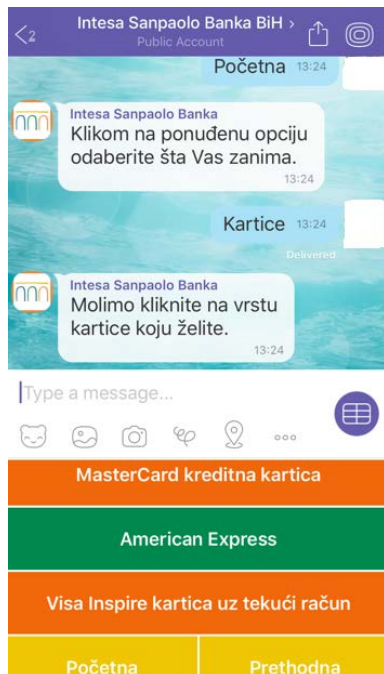 2
Intesa Sanpaolo Banka BiH >
Public Account
Početna 13:24
Intesa Sanpaolo Banka
Klikom na ponuđenu opciju
odaberite šta Vas zanima.
13:24
Kartice 13:24
Delivered
Intesa Sanpaolo Banka
Molimo kliknite na vrstu
kartice koju želite.
13:24
Type a message...
MasterCard kreditna kartica
American Express
Visa Inspire kartica uz tekući račun
Početna
Prethodna